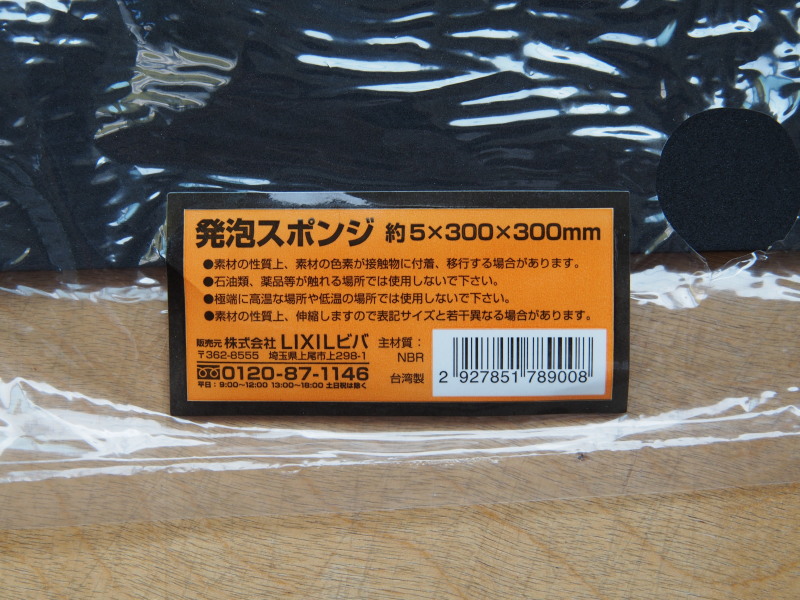 発泡スポンジ 約5×300×300mm
●素材の性質上、素材の色素が接触物に付着、移行する場合があります。
●石油類、薬品等が触れる場所では使用しないで下さい。
●極端に高温な場所や低温の場所では使用しないで下さい。
●素材の性質上、伸縮しますので表記サイズと若干異なる場合があります。
販売元 株式会社 LIXILビバ
〒362-8555 埼玉県上尾市上298-1
0120-87-1146
平日:9:00~12:00 13:00~18:00 土日祝は除く
主材質:
NBR
台湾製
2 927851 789008